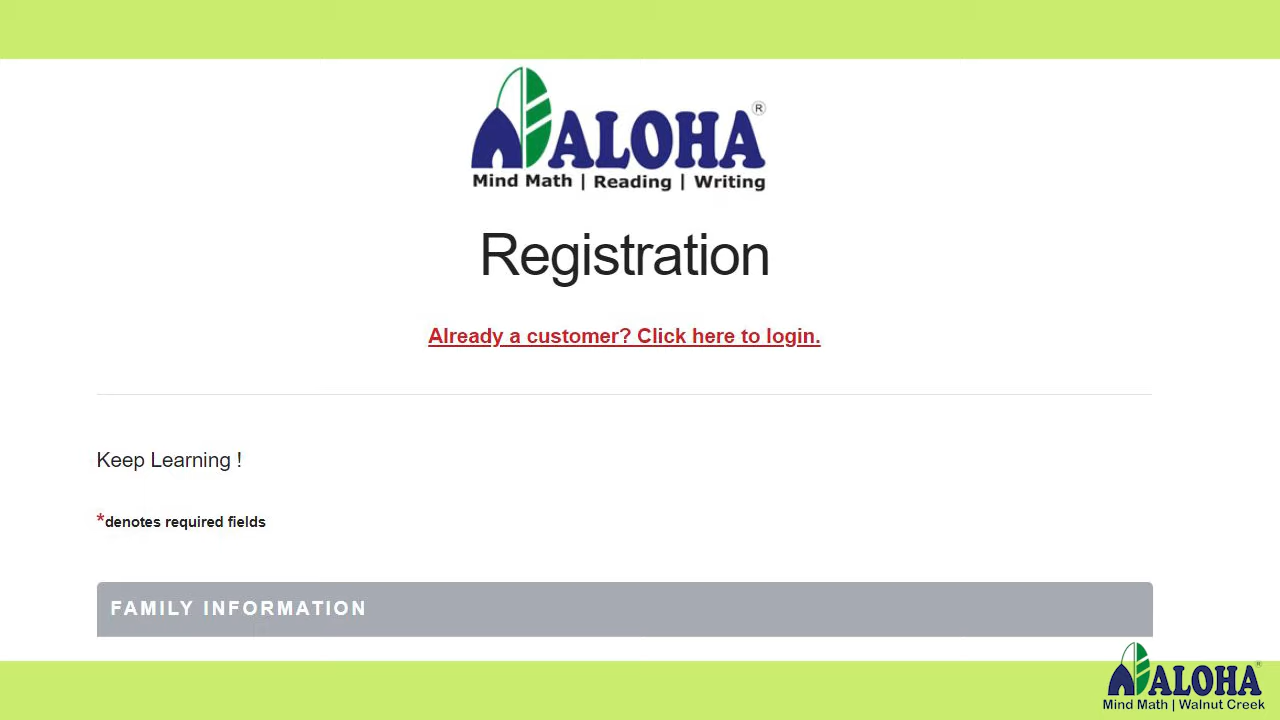 ALOHA®
Mind Math | Reading | Writing
Registration
Already a customer? Click here to login.
Keep Learning !
*denotes required fields
FAMILY INFORMATION
ALOHA®
Mind Math | Walnut Creek